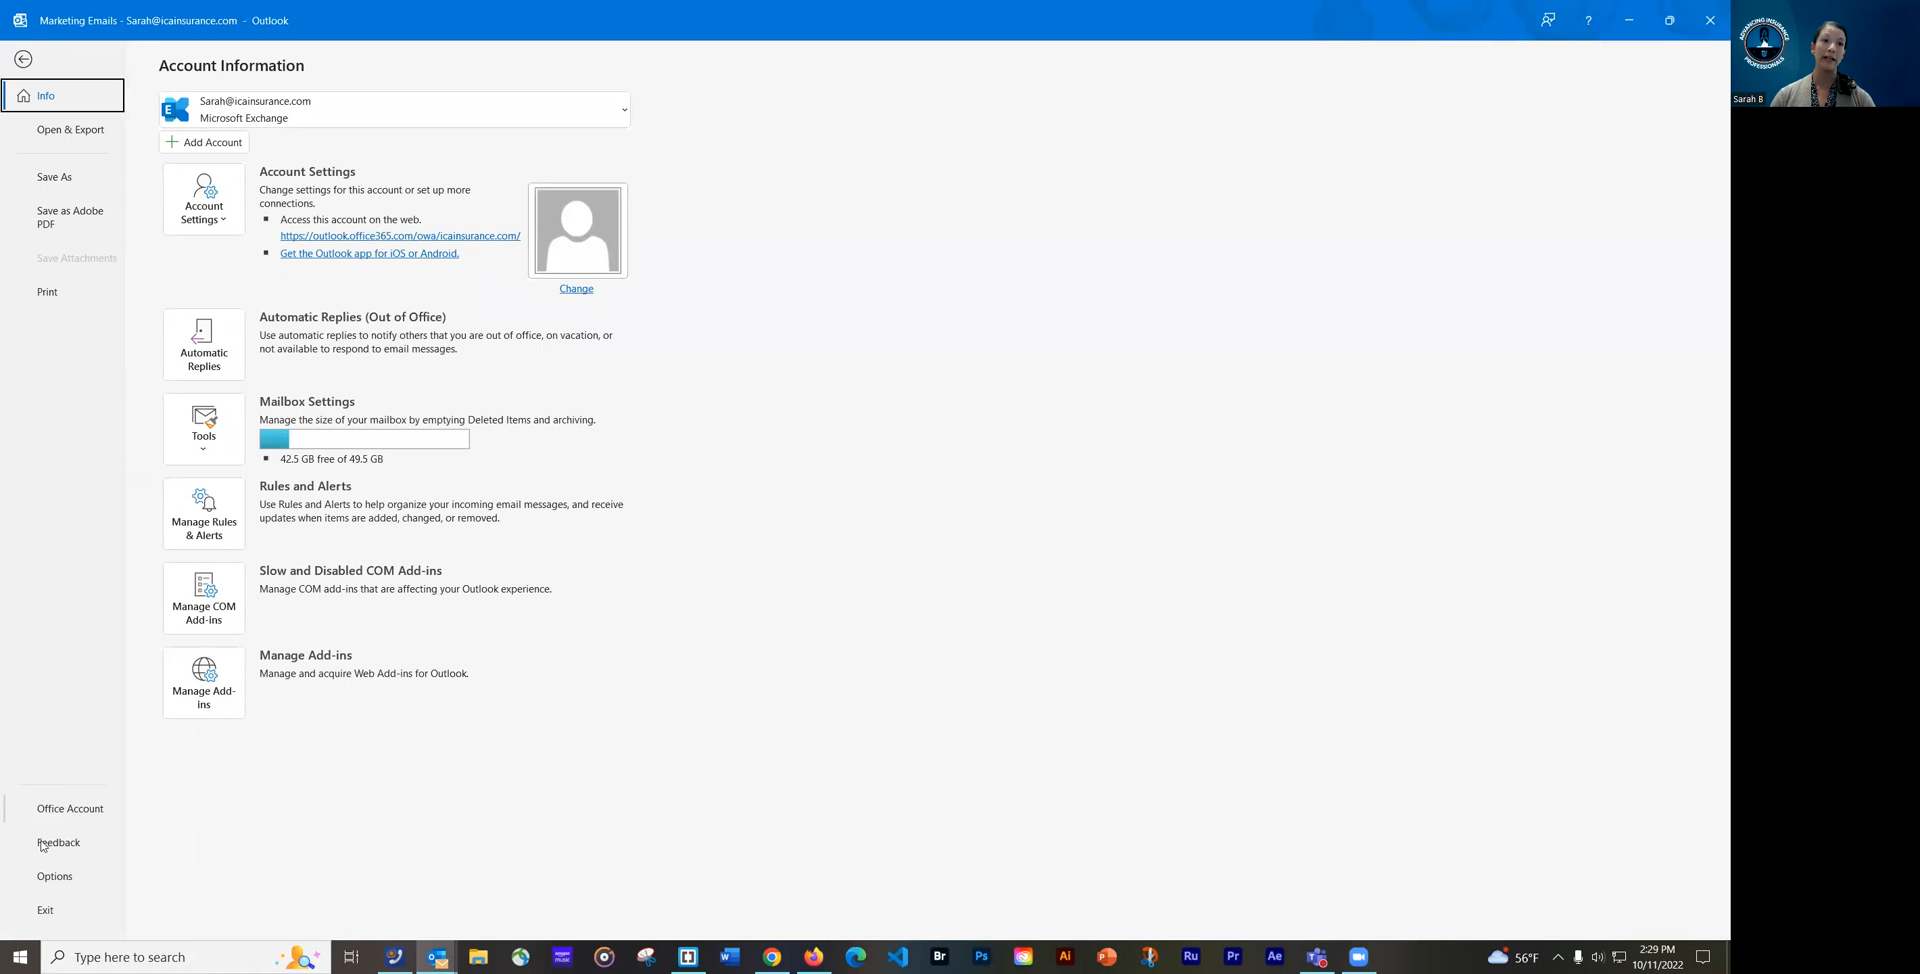 Marketing Emails - Sarah@icainsurance.com - Outlook
?
ADVANCING INSURANCE
PROFESSIONALS
Sarah B
Info
Open & Export
Save As
Save as Adobe
PDF
Save Attachments
Print
Office Account
Feedback
Options
Exit
Account Information
E
Sarah@icainsurance.com
Microsoft Exchange
Add Account
Account
Settings
Account Settings
Change settings for this account or set up more
connections.
Access this account on the web.
https://outlook.office365.com/owa/icainsurance.com/
Get the Outlook app for iOS or Android.
Change
Automatic
Replies
Automatic Replies (Out of Office)
Use automatic replies to notify others that you are out of office, on vacation, or
not available to respond to email messages.
Tools
Mailbox Settings
Manage the size of your mailbox by emptying Deleted Items and archiving.
42.5 GB free of 49.5 GB
Manage Rules
& Alerts
Rules and Alerts
Use Rules and Alerts to help organize your incoming email messages, and receive
updates when items are added, changed, or removed.
Manage COM
Add-ins
Slow and Disabled COM Add-ins
Manage COM add-ins that are affecting your Outlook experience.
Manage Add-
ins
Manage Add-ins
Manage and acquire Web Add-ins for Outlook.
Type here to search
W
Br
Ps
Ai
Ru
Pr
Ae
56°F
2:29 PM
10/11/2022